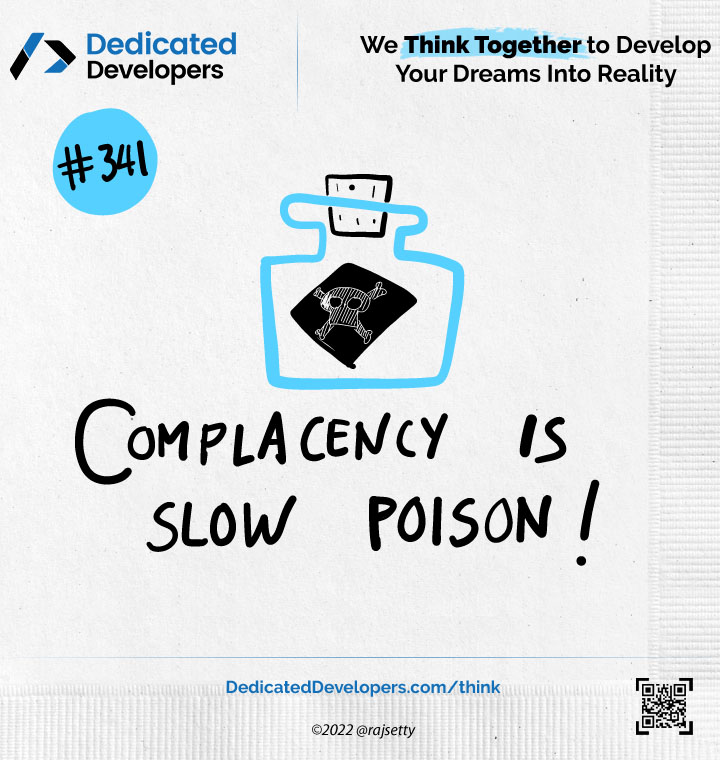 Dedicated
Developers
We Think Together to Develop
Your Dreams Into Reality
#341
COMPLACENCY IS
SLOW POISON!
DedicatedDevelopers.com/think
©2022 @rajsetty